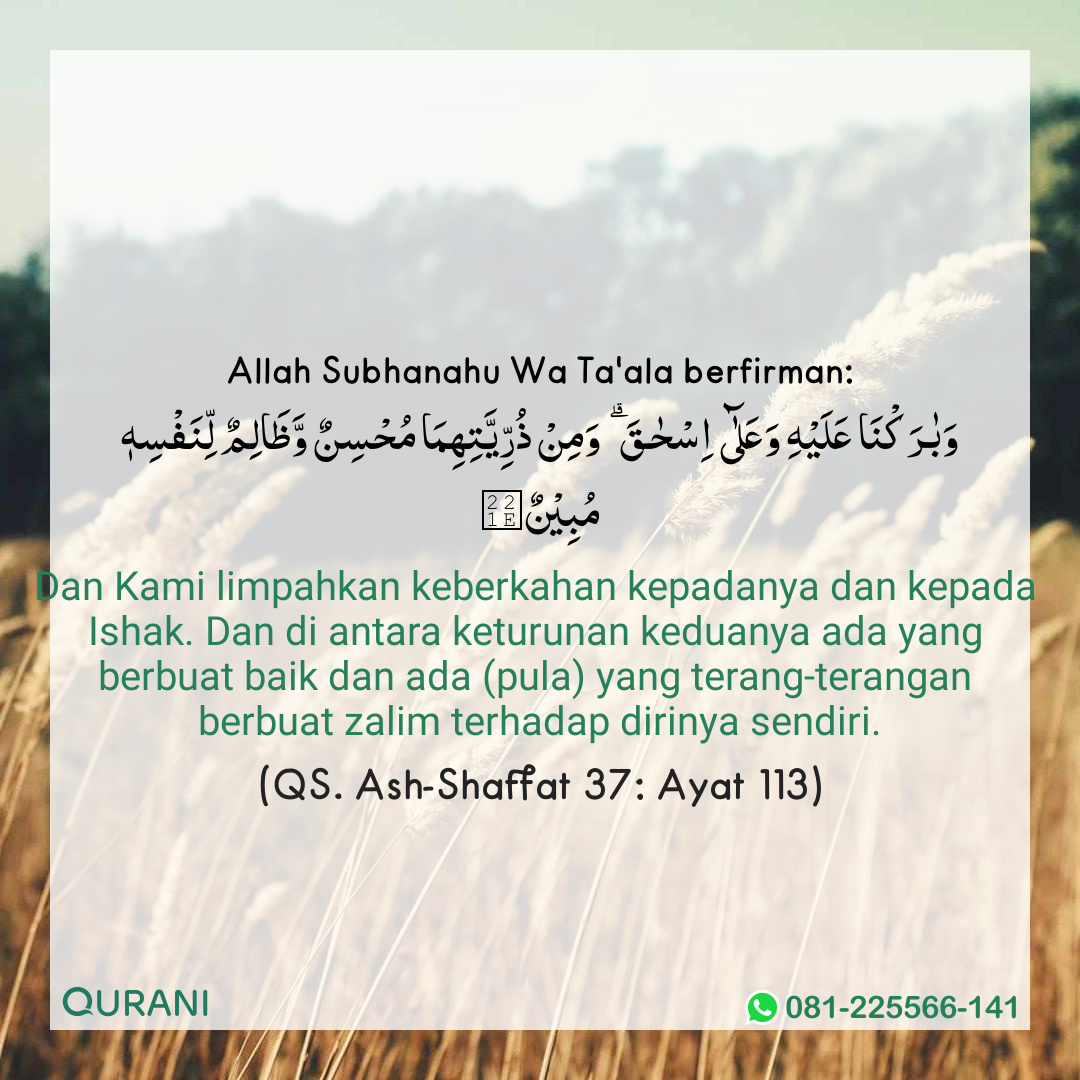 Allah Subhanahu Wa Ta'ala berfirman:
وَبٰرَكْنَا عَلَيْهِ وَعَلٰۤى اِسْحٰقَ ۗ وَمِنْ ذُرِّيَّتِهِمَا مُحْسِنٌ وَّظَالِمٌ لِّنَفْسِهٖ
مُبِيْنٌ
Dan Kami limpahkan keberkahan kepadanya dan kepada
Ishak. Dan di antara keturunan keduanya ada yang
berbuat baik dan ada (pula) yang terang-terangan
berbuat zalim terhadap dirinya sendiri.
(QS. Ash-Shaffat 37: Ayat 113)
QURANI
081-225566-141